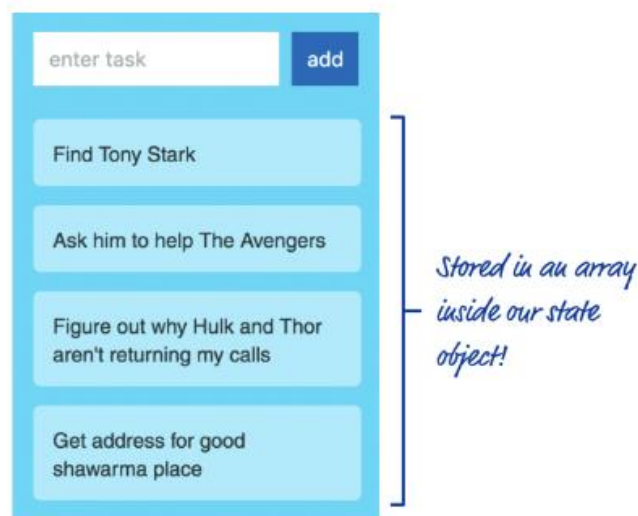 enter task
add
Find Tony Stark
Ask him to help The Avengers
Figure out why Hulk and Thor
aren't returning my calls
Get address for good
shawarma place
Stored in an array
inside our state
object!